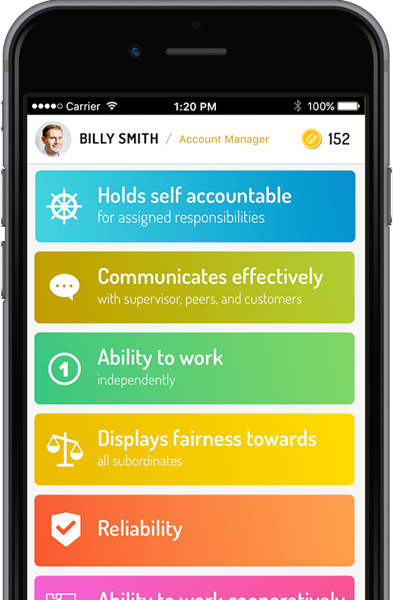 Carrier 1:20 PM 100%
BILLY SMITH / Account Manager 152
Holds self accountable
for assigned responsibilities
Communicates effectively
with supervisor, peers, and customers
1
Ability to work
independently
Displays fairness towards
all subordinates
Reliability
Ability to work cooperatively